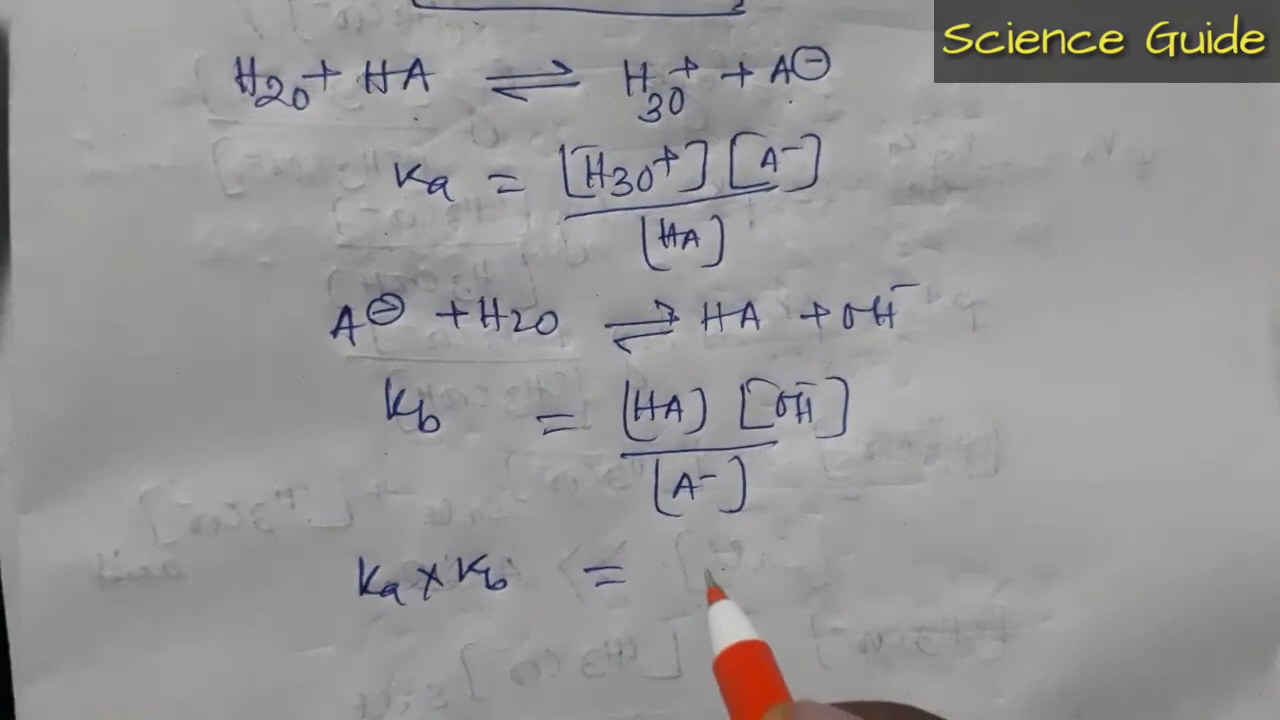 Science Guide
H2O + HA ⇌ H3O+ + A⊖
Ka = [H3O+] [A-]
[HA]
A⊖ + H2O ⇌ HA + OH-
Kb = [HA] [OH-]
[A-]
Ka x Kb =